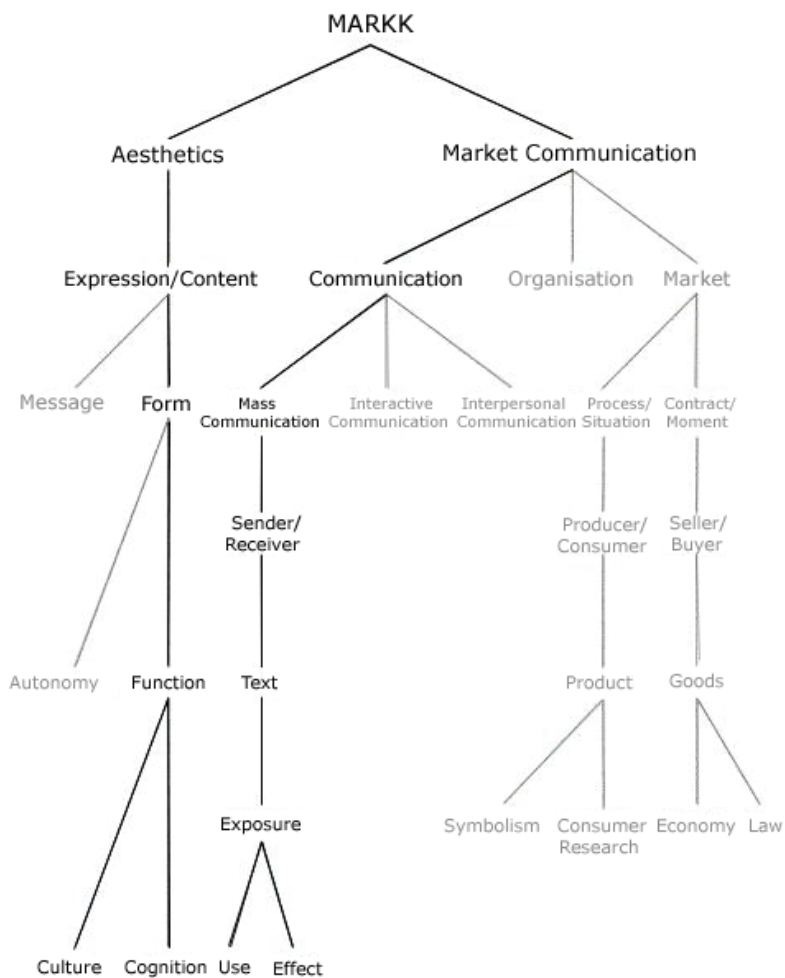 MARKK
Aesthetics
Market Communication
Expression/Content
Communication
Organisation
Market
Message
Form
Mass
Communication
Interactive
Communication
Interpersonal
Communication
Process/
Situation
Contract/
Moment
Sender/
Receiver
Producer/
Consumer
Seller/
Buyer
Autonomy
Function
Text
Product
Goods
Exposure
Symbolism
Consumer
Research
Economy
Law
Culture
Cognition
Use
Effect